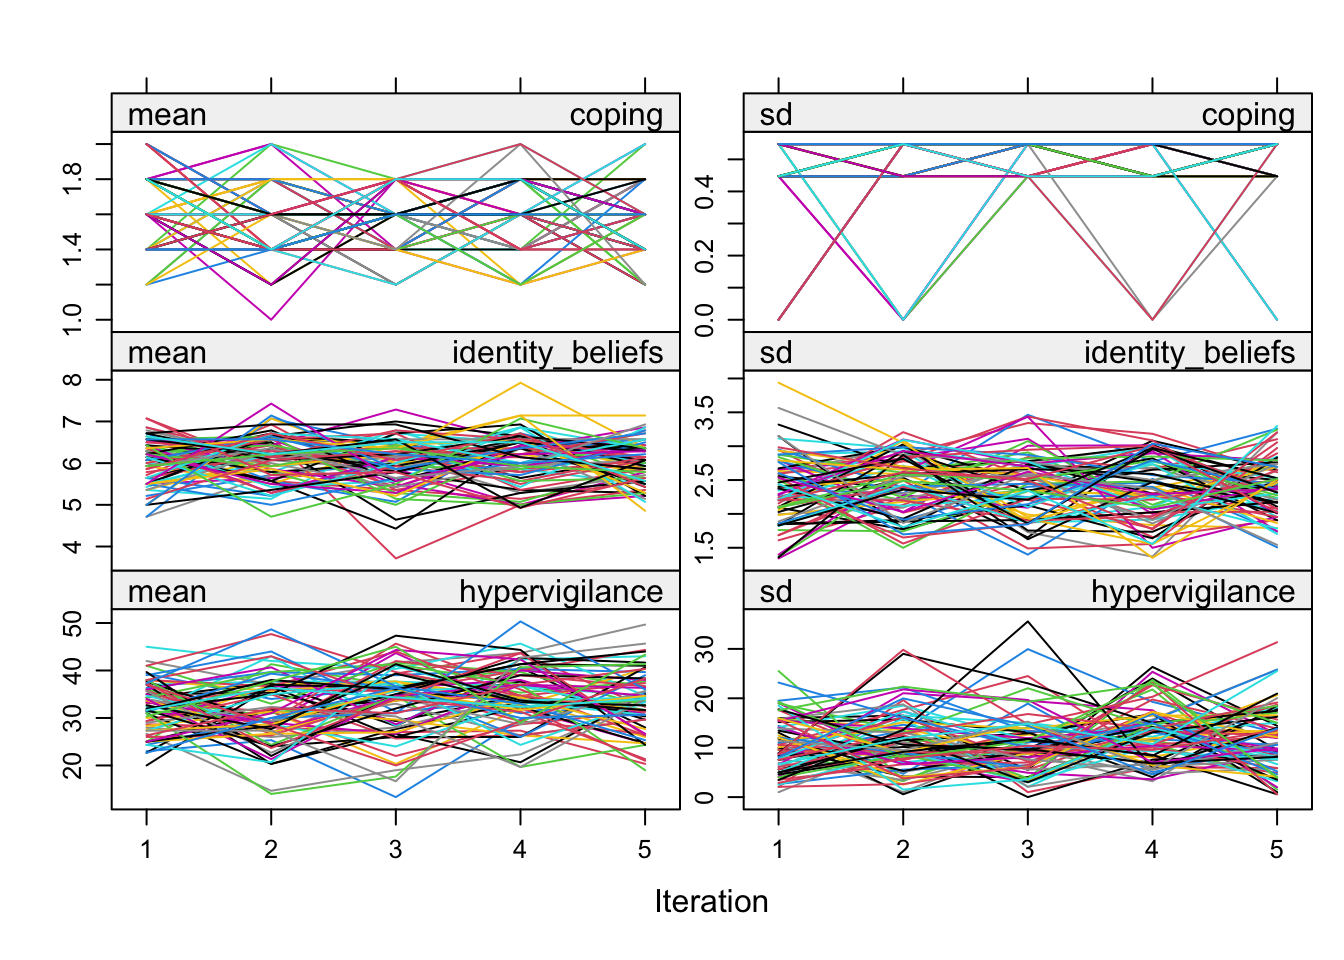 mean coping sd coping
1.0 1.4 1.8
0.0 0.2 0.4
mean identity_beliefs sd identity_beliefs
4 5 6 7 8
1.5 2.5 3.5
mean hypervigilance sd hypervigilance
20 30 40 50
0 10 20 30
1 2 3 4 5 1 2 3 4 5
Iteration